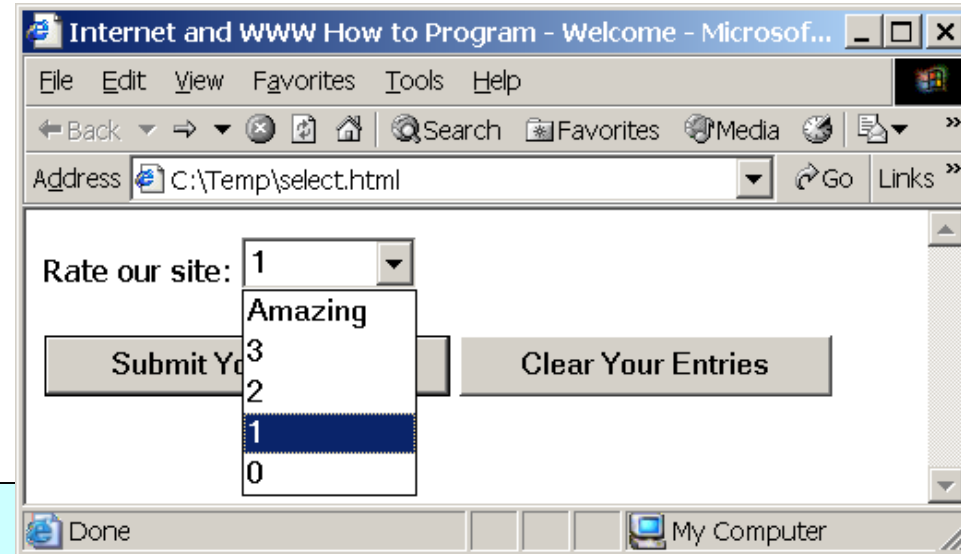 Internet and WWW How to Program - Welcome - Microsof...
File Edit View Favorites Tools Help
Back Search Favorites Media »
Address C:\Temp\select.html Go Links »
Rate our site: 1
Amazing
3
Submit Yo Clear Your Entries
2
1
0
Done My Computer